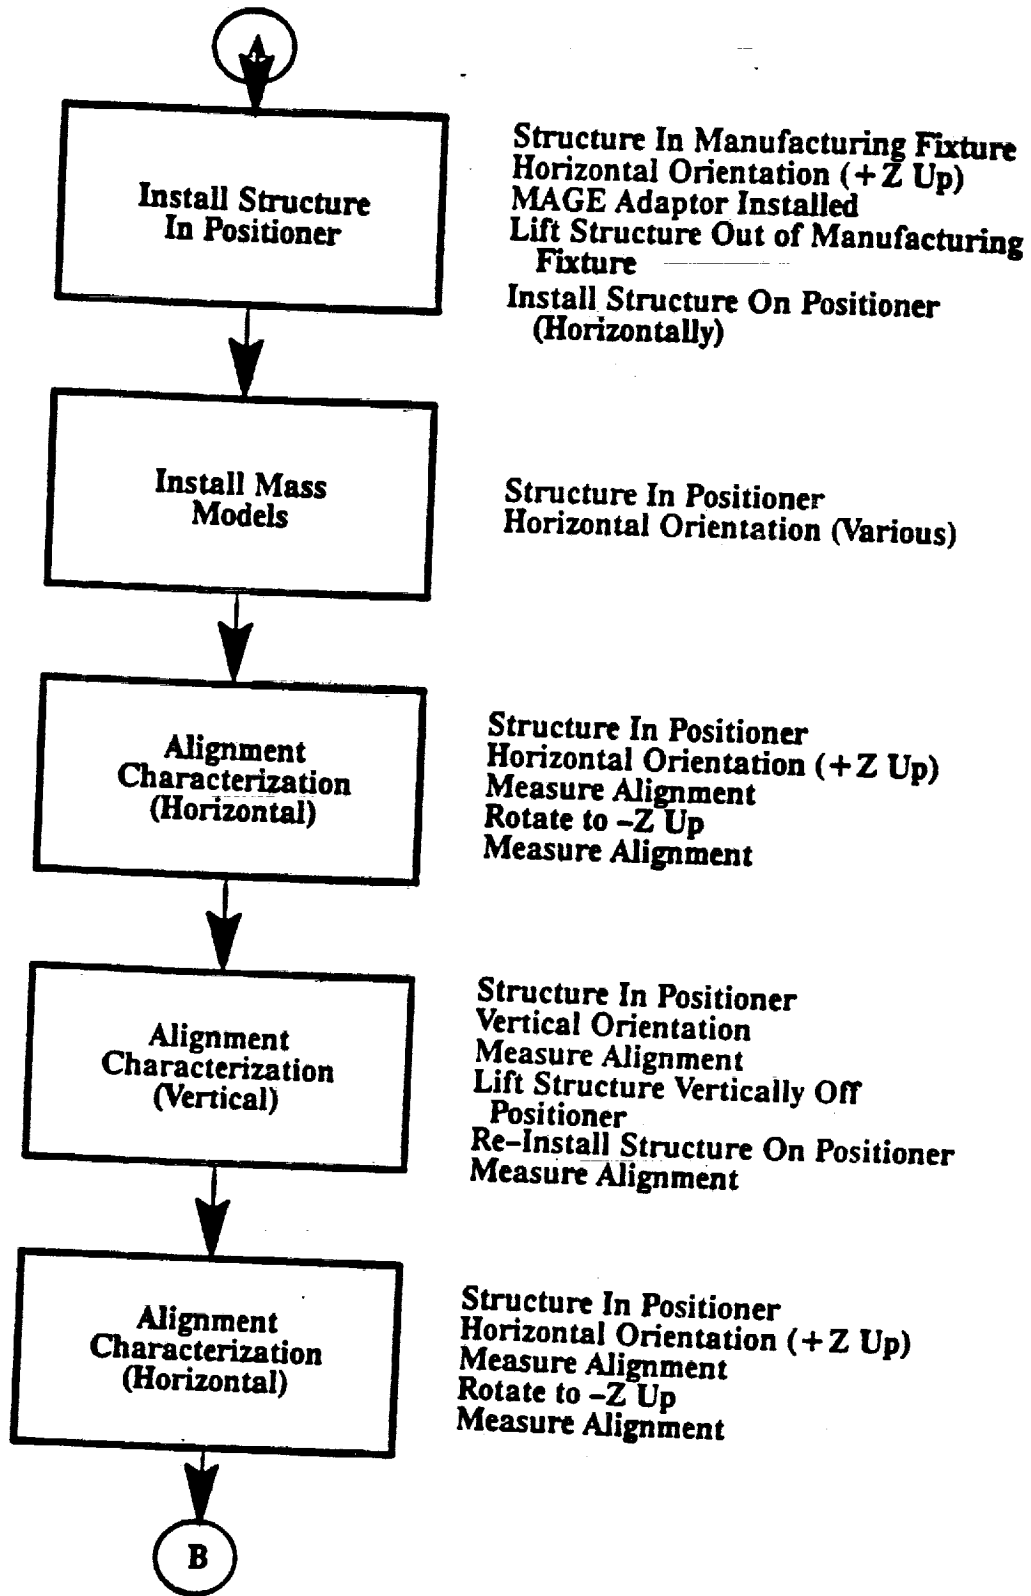 A
Install Structure
In Positioner
Structure In Manufacturing Fixture
Horizontal Orientation (+Z Up)
MAGE Adaptor Installed
Lift Structure Out of Manufacturing
Fixture
Install Structure On Positioner
(Horizontally)
Install Mass
Models
Structure In Positioner
Horizontal Orientation (Various)
Alignment
Characterization
(Horizontal)
Structure In Positioner
Horizontal Orientation (+Z Up)
Measure Alignment
Rotate to –Z Up
Measure Alignment
Alignment
Characterization
(Vertical)
Structure In Positioner
Vertical Orientation
Measure Alignment
Lift Structure Vertically Off
Positioner
Re–Install Structure On Positioner
Measure Alignment
Alignment
Characterization
(Horizontal)
Structure In Positioner
Horizontal Orientation (+Z Up)
Measure Alignment
Rotate to –Z Up
Measure Alignment
B